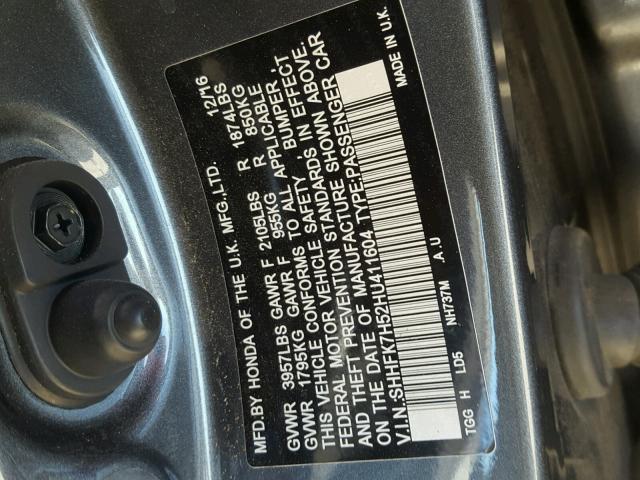 MFD.BY HONDA OF THE U.K. MFG.,LTD. 12/16
GVWR 3957LBS GAWR F 2105LBS R 1874LBS
GVWR 1795KG GAWR F 955KG R 850KG
THIS VEHICLE CONFORMS TO ALL APPLICABLE
FEDERAL MOTOR VEHICLE SAFETY, BUMPER,
AND THEFT PREVENTION STANDARDS IN EFFECT
ON THE DATE OF MANUFACTURE SHOWN ABOVE.
V.I.N.:SHHFK7H52HU411604 TYPE:PASSENGER CAR
NH737M A.U MADE IN U.K.
TGG H LD5